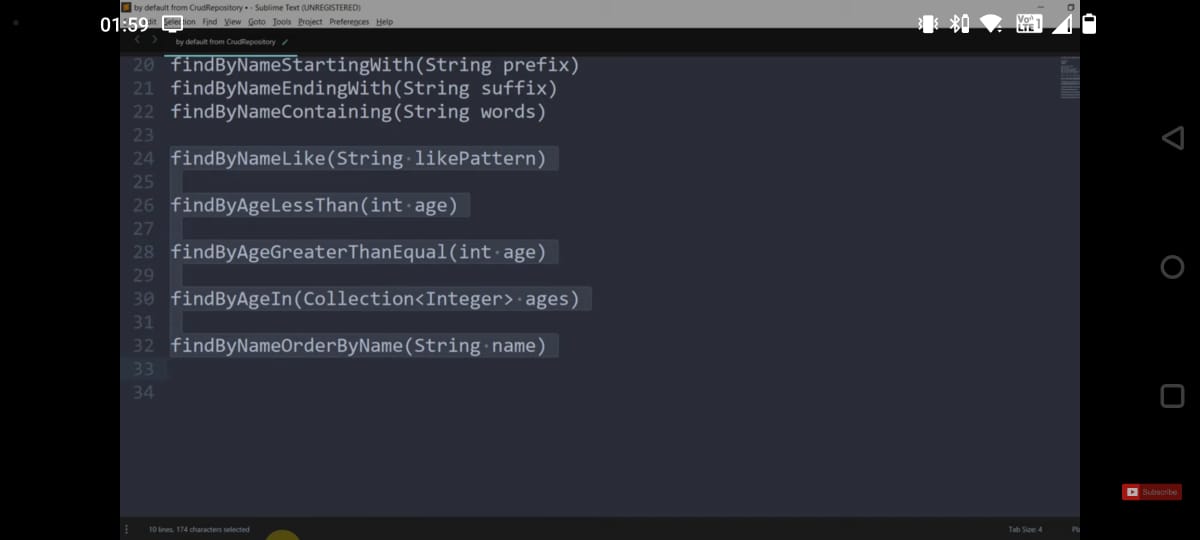 by default from CrudRepository • - Sublime Text (UNREGISTERED)
01:59
Selection Find View Goto Tools Project Preferences Help
Vo LTE 1
by default from CrudRepository
20 findByNameStartingWith(String prefix)
21 findByNameEndingWith(String suffix)
22 findByNameContaining(String words)
23
24 findByNameLike(String·likePattern)
25
26 findByAgeLessThan(int·age)
27
28 findByAgeGreaterThanEqual(int·age)
29
30 findByAgeIn(Collection<Integer>·ages)
31
32 findByNameOrderByName(String·name)
33
34
Subscribe
10 lines, 174 characters selected
Tab Size: 4